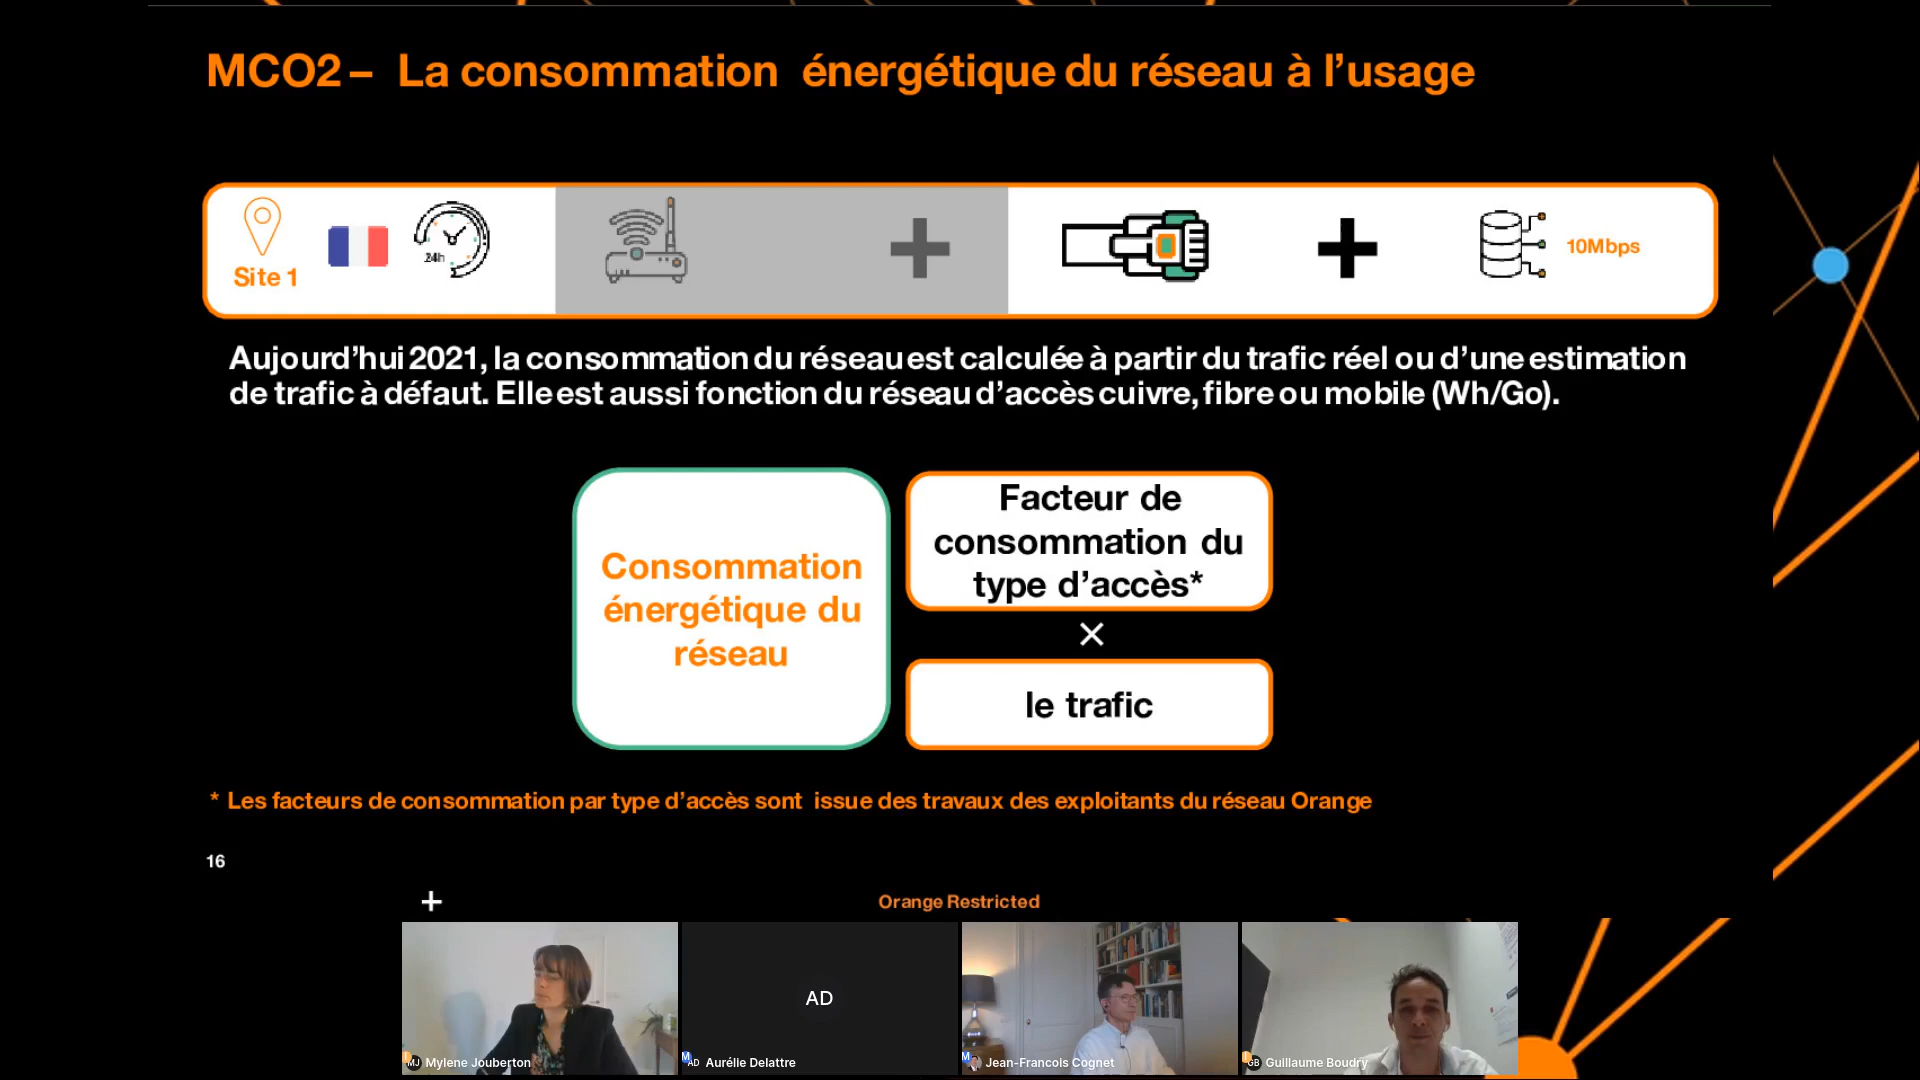 MCO2 – La consommation énergétique du réseau à l’usage
24h
10Mbps
Site 1
Aujourd’hui 2021, la consommation du réseau est calculée à partir du trafic réel ou d’une estimation
de trafic à défaut. Elle est aussi fonction du réseau d’accès cuivre, fibre ou mobile (Wh/Go).
Consommation
énergétique du
réseau
Facteur de
consommation du
type d’accès*
×
le trafic
* Les facteurs de consommation par type d’accès sont issue des travaux des exploitants du réseau Orange
16
Orange Restricted
AD
MJ Mylene Jouberton
M AD Aurélie Delattre
M Jean-Francois Cognet
GB Guillaume Boudry